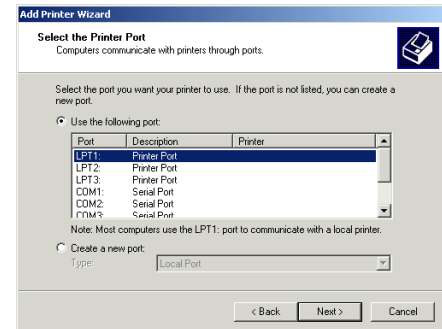 Add Printer Wizard
Select the Printer Port
Computers communicate with printers through ports.
Select the port you want your printer to use. If the port is not listed, you can create a
new port.
Use the following port:
Port Description Printer
LPT1: Printer Port
LPT2: Printer Port
LPT3: Printer Port
COM1: Serial Port
COM2: Serial Port
COM3: Serial Port
Note: Most computers use the LPT1: port to communicate with a local printer.
Create a new port:
Type: Local Port
< Back Next > Cancel